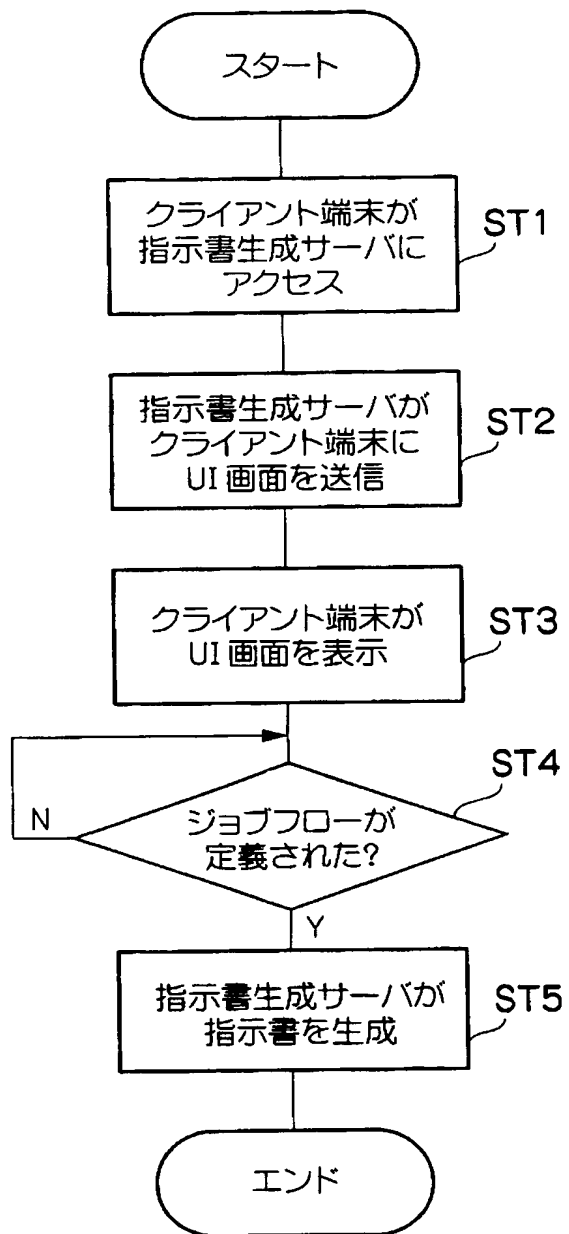 スタート
クライアント端末が
指示書生成サーバに
アクセス
ST1
指示書生成サーバが
クライアント端末に
UI 画面を送信
ST2
クライアント端末が
UI 画面を表示
ST3
ST4
N
ジョブフローが
定義された?
Y
指示書生成サーバが
指示書を生成
ST5
エンド